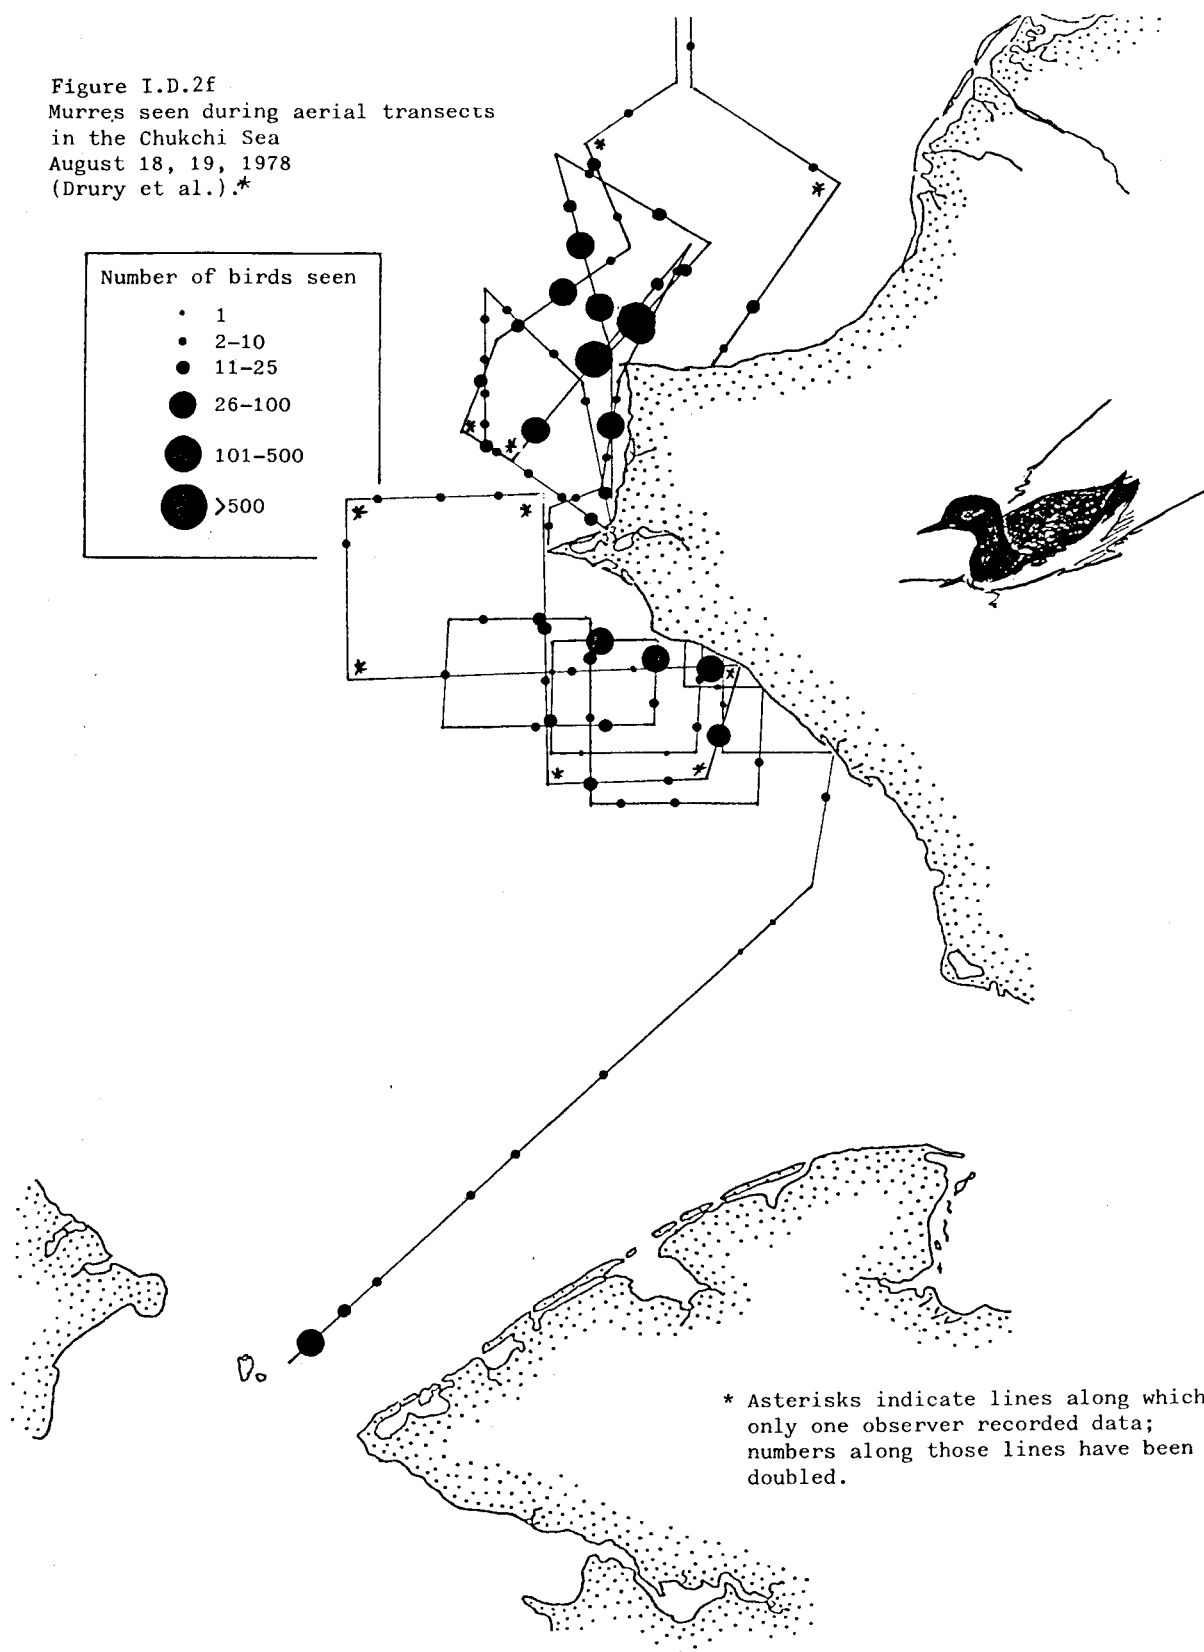 Figure I.D.2f
Murres seen during aerial transects
in the Chukchi Sea
August 18, 19, 1978
(Drury et al.).*
Number of birds seen
1
2-10
11-25
26-100
101-500
>500
* Asterisks indicate lines along which
only one observer recorded data;
numbers along those lines have been
doubled.